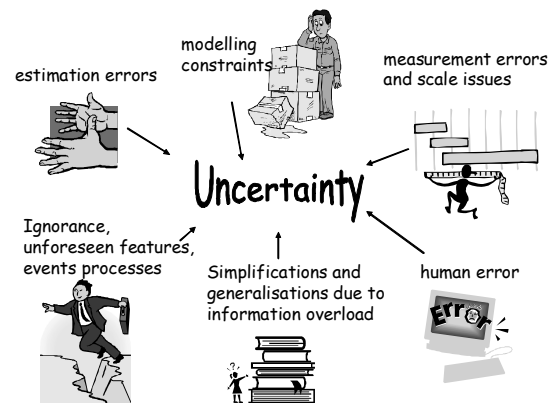 modelling
constraints
measurement errors
and scale issues
estimation errors
Uncertainty
Ignorance,
unforeseen features,
events processes
Simplifications and
generalisations due to
information overload
human error
Error
? ?